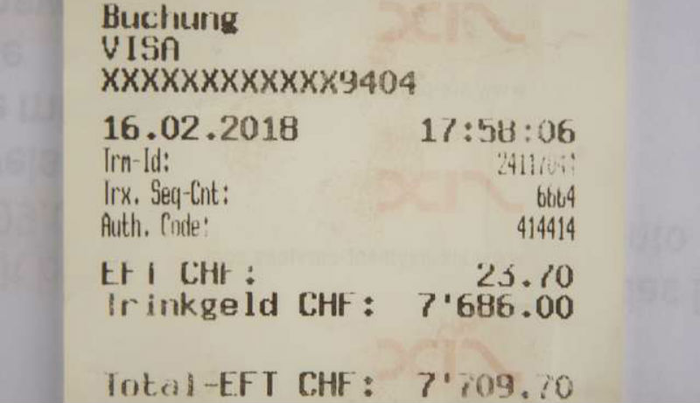 Buchung
VISA
XXXXXXXXXXXX9404
16.02.2018 17:58:06
Trm-Id:
Trx. Seq-Cnt: 6664
Auth. Code: 414414
EFT CHF: 23.70
Trinkgeld CHF: 7'686.00
Total-EFT CHF: 7'709.70